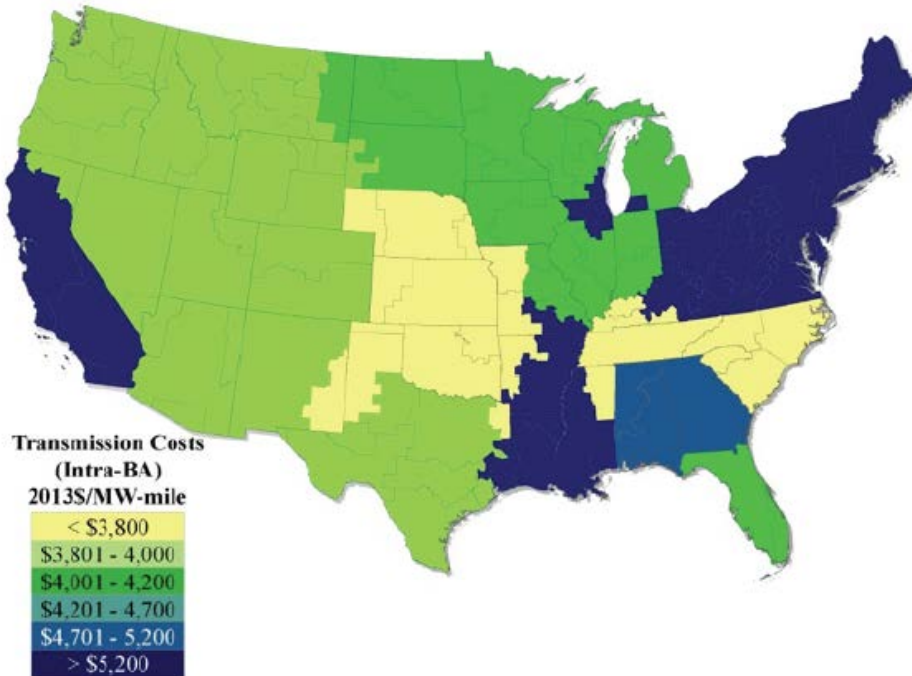 Transmission Costs
(Intra-BA)
2013$/MW-mile
< $3,800
$3,801 - 4,000
$4,001 - 4,200
$4,201 - 4,700
$4,701 - 5,200
> $5,200